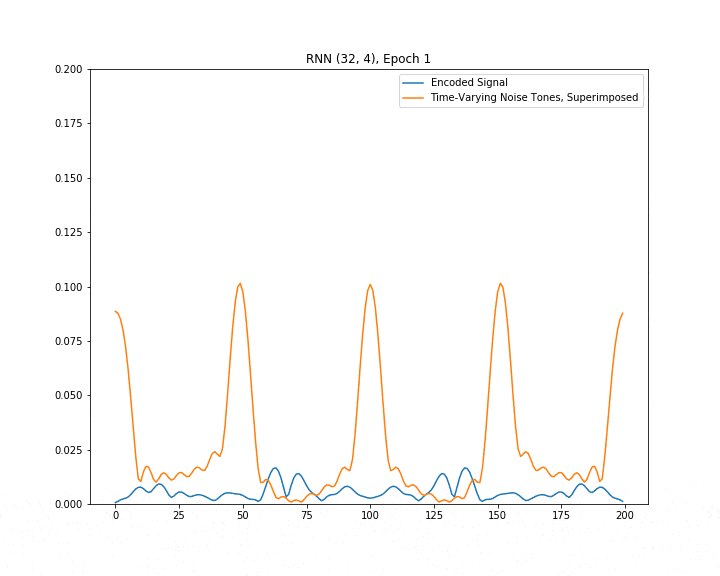 RNN (32, 4), Epoch 1
Encoded Signal
Time-Varying Noise Tones, Superimposed
0.200
0.175
0.150
0.125
0.100
0.075
0.050
0.025
0.000
0 25 50 75 100 125 150 175 200